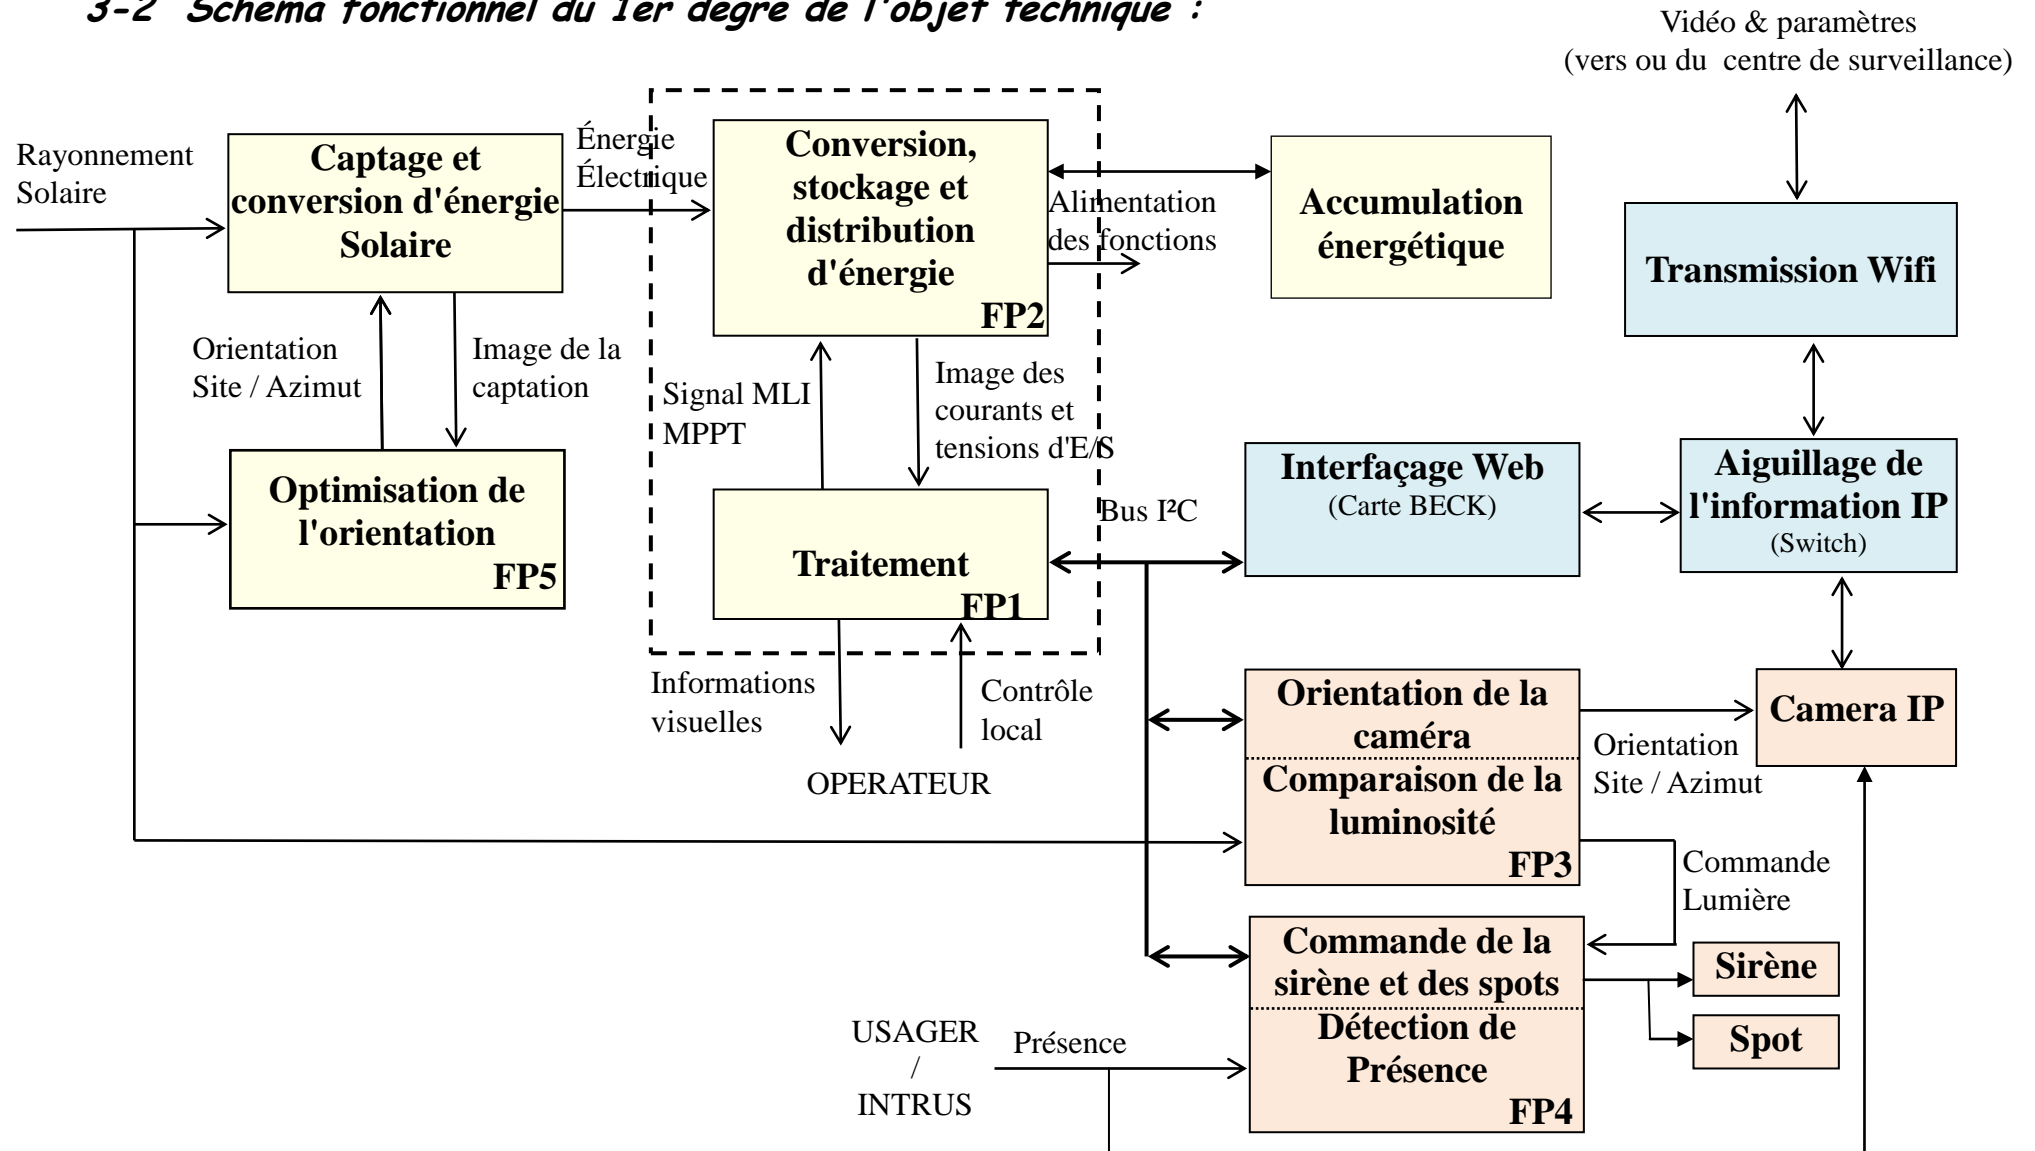 3-2 Schéma fonctionnel du 1er degré de l'objet technique :
Vidéo & paramètres
(vers ou du centre de surveillance)
Rayonnement
Solaire
Captage et
conversion d'énergie
Solaire
Énergie
Électrique
Conversion,
stockage et
distribution
d'énergie
FP2
Alimentation
des fonctions
Accumulation
énergétique
Transmission Wifi
Orientation
Site / Azimut
Image de la
captation
Signal MLI
MPPT
Image des
courants et
tensions d'E/S
Optimisation de
l'orientation
FP5
Traitement
FP1
Bus I²C
Interfaçage Web
(Carte BECK)
Aiguillage de
l'information IP
(Switch)
Informations
visuelles
Contrôle
local
OPERATEUR
Orientation de la
caméra
Comparaison de la
luminosité
FP3
Orientation
Site / Azimut
Camera IP
Commande
Lumière
Commande de la
sirène et des spots
Détection de
Présence
FP4
Sirène
Spot
USAGER
/
INTRUS
Présence